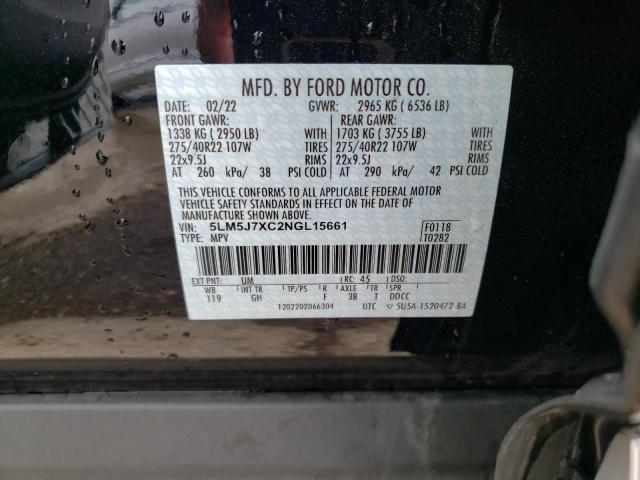 MFD. BY FORD MOTOR CO.
DATE: 02/22 GVWR: 2965 KG ( 6536 LB)
FRONT GAWR: REAR GAWR:
1338 KG ( 2950 LB) WITH 1703 KG ( 3755 LB) WITH
275/40R22 107W TIRES 275/40R22 107W TIRES
22x9.5J RIMS 22x9.5J RIMS
AT 260 kPa/ 38 PSI COLD AT 290 kPa/ 42 PSI COLD
THIS VEHICLE CONFORMS TO ALL APPLICABLE FEDERAL MOTOR
VEHICLE SAFETY STANDARDS IN EFFECT ON THE DATE OF
MANUFACTURE SHOWN ABOVE.
VIN: 5LM5J7XC2NGL15661 F0118
TYPE: MPV T0282
EXT PNT: UM RC: 45 DSO:
WB INT TR TP/PS R AXLE TR SPR
119 GH F 3B T DDCC
1202202066304 UTC ▽ 5U5A-1520472-BA